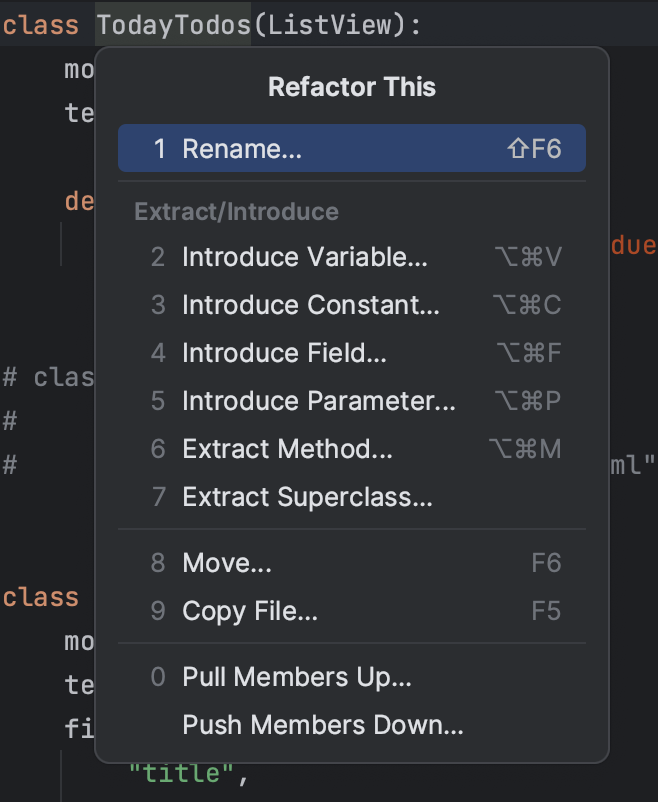 class TodayTodos(ListView):
mo
Refactor This
te
1 Rename... ⇧F6
de
Extract/Introduce
due
2 Introduce Variable... ⌥⌘V
3 Introduce Constant... ⌥⌘C
4 Introduce Field... ⌥⌘F
# clas
5 Introduce Parameter... ⌥⌘P
#
6 Extract Method... ⌥⌘M
# ml"
7 Extract Superclass...
8 Move... F6
class
9 Copy File... F5
mo
0 Pull Members Up...
te
Push Members Down...
fi
"title",